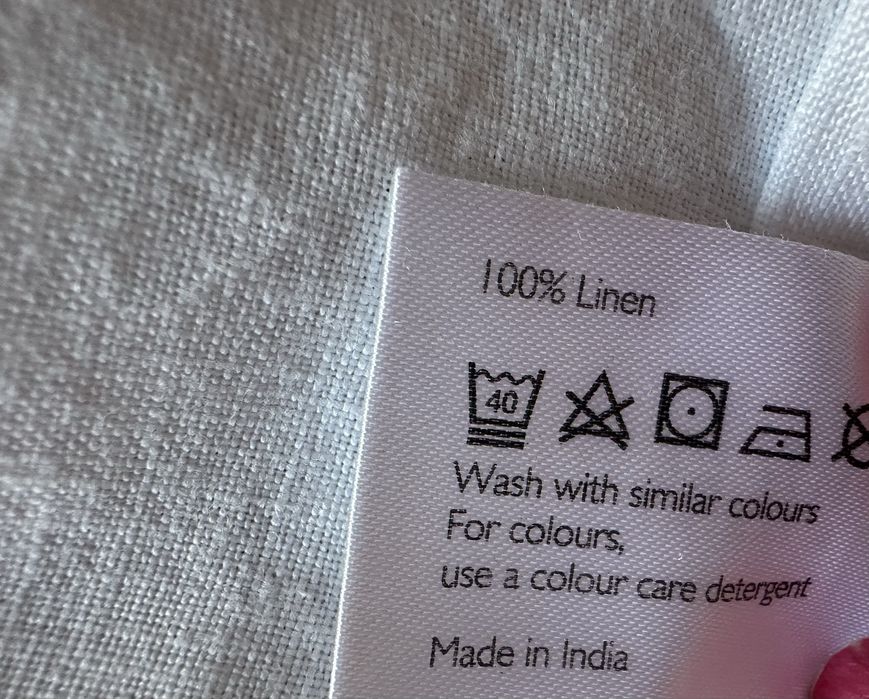 100% Linen
40
Wash with similar colours
For colours,
use a colour care detergent
Made in India